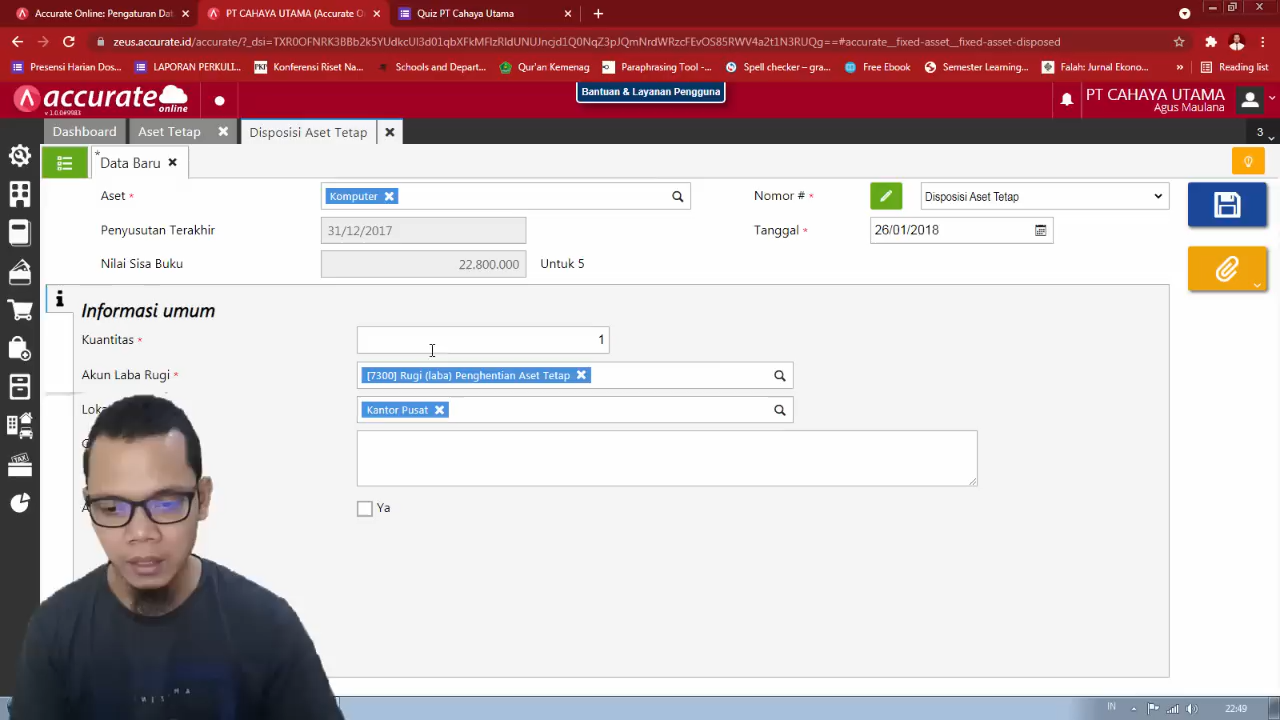 Accurate Online: Pengaturan Dat
PT CAHAYA UTAMA (Accurate O
Quiz PT Cahaya Utama
zeus.accurate.id/accurate/?_dsi=TXR0OFNRK3BBb2k5YUdkcUI3d01qbXFkMFIzRldUNUJncjd1Q0NqZ3pJQmNrdWRzcFEvOS85RWV4a2t1N3RUQg==#accurate__fixed-asset__fixed-asset-disposed
Presensi Harian Dos...
LAPORAN PERKULI...
Konferensi Riset Na...
Schools and Depart...
Qur'an Kemenag
Paraphrasing Tool -...
Spell checker – gra...
Free Ebook
Semester Learning...
Falah: Jurnal Ekono...
»
Reading list
accurate online
v 1.0.0#9983
Bantuan & Layanan Pengguna
PT CAHAYA UTAMA
Agus Maulana
Dashboard
Aset Tetap
Disposisi Aset Tetap
3
*Data Baru
Aset *
Komputer
Nomor # *
Disposisi Aset Tetap
Penyusutan Terakhir
31/12/2017
Tanggal *
26/01/2018
Nilai Sisa Buku
22.800.000
Untuk 5
Informasi umum
Kuantitas *
1
Akun Laba Rugi *
[7300] Rugi (laba) Penghentian Aset Tetap
Kantor Pusat
Ya
TAX
IN
22:49